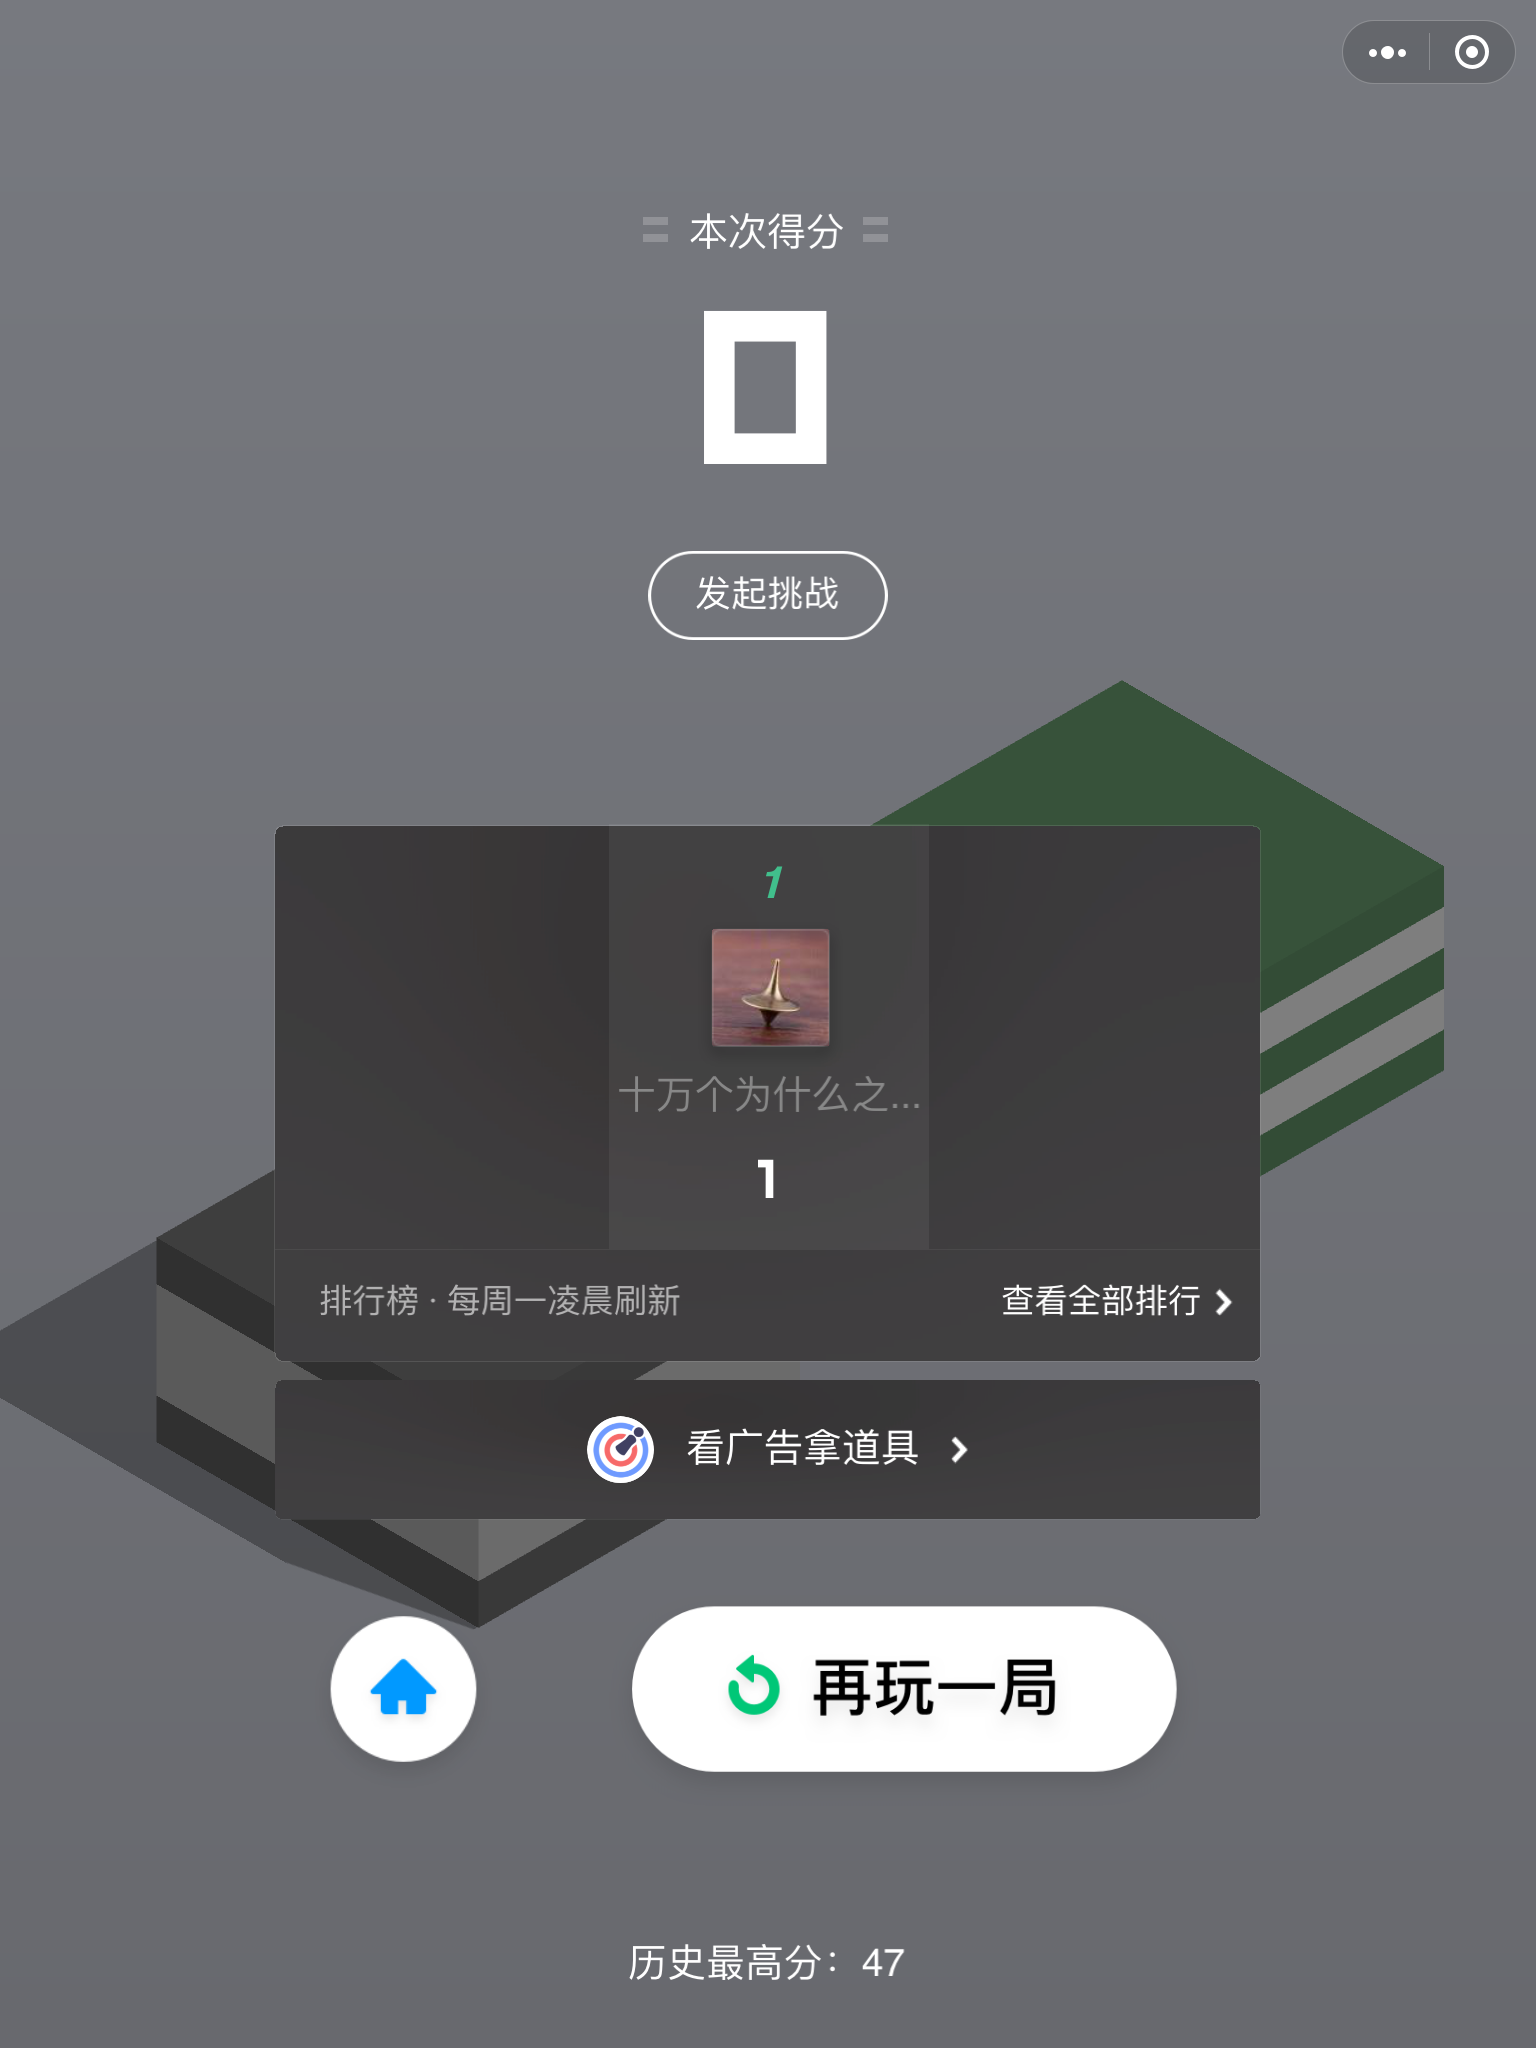 本次得分
0
发起挑战
1
十万个为什么之...
1
排行榜 · 每周一凌晨刷新
查看全部排行
看广告拿道具
再玩一局
历史最高分：47